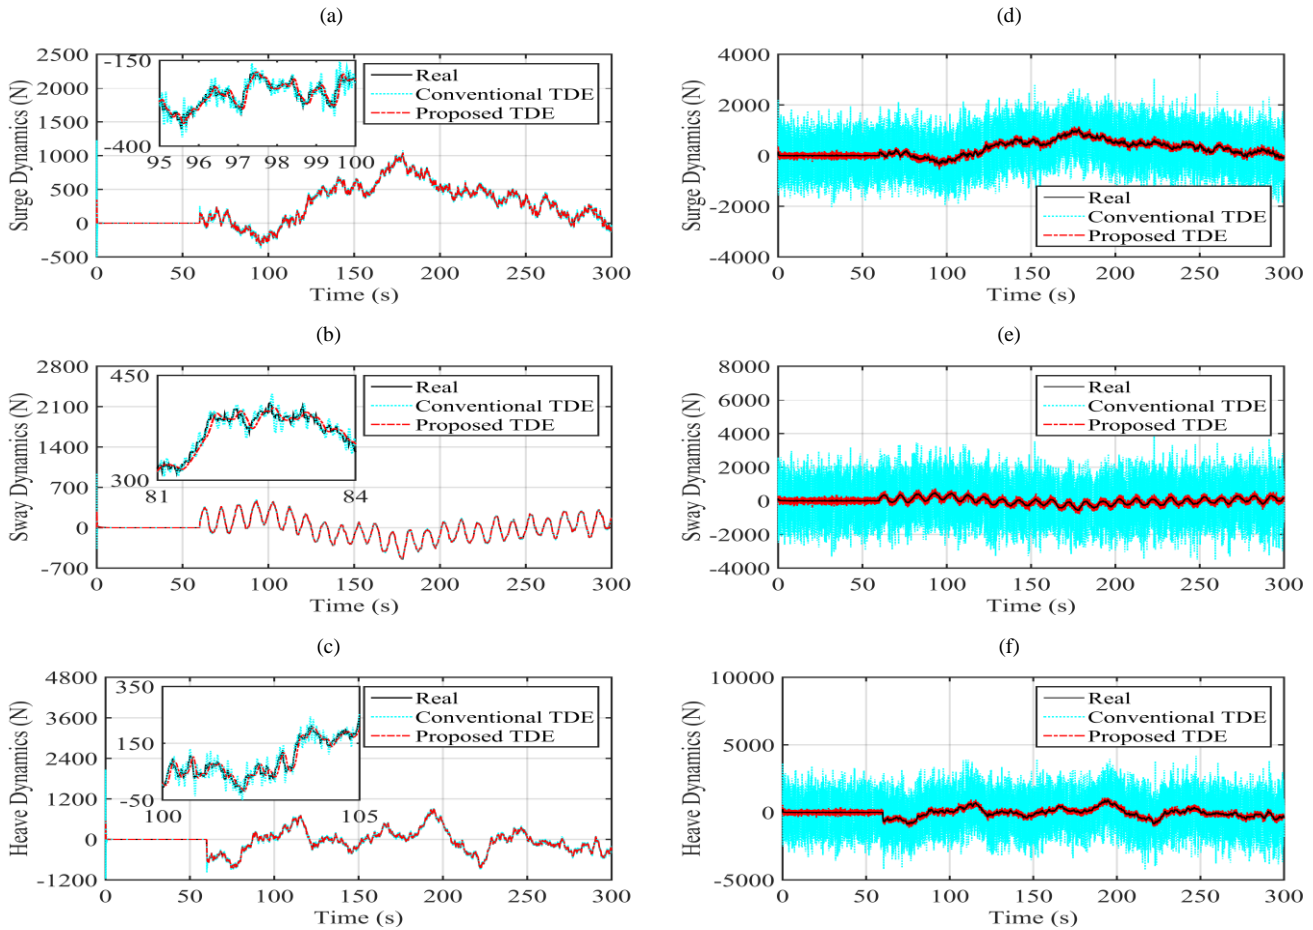 (a)
Surge Dynamics (N)
2500
2000
1500
1000
500
0
-500
-150
-400
95 96 97 98 99 100
Real
Conventional TDE
Proposed TDE
0 50 100 150 200 250 300
Time (s)
(d)
Surge Dynamics (N)
4000
2000
0
-2000
-4000
Real
Conventional TDE
Proposed TDE
0 50 100 150 200 250 300
Time (s)
(b)
Sway Dynamics (N)
2800
2100
1400
700
0
-700
450
300
81 84
Real
Conventional TDE
Proposed TDE
0 50 100 150 200 250 300
Time (s)
(e)
Sway Dynamics (N)
8000
6000
4000
2000
0
-2000
-4000
Real
Conventional TDE
Proposed TDE
0 50 100 150 200 250 300
Time (s)
(c)
Heave Dynamics (N)
4800
3600
2400
1200
0
-1200
350
150
-50
100 105
Real
Conventional TDE
Proposed TDE
0 50 100 150 200 250 300
Time (s)
(f)
Heave Dynamics (N)
10000
5000
0
-5000
Real
Conventional TDE
Proposed TDE
0 50 100 150 200 250 300
Time (s)